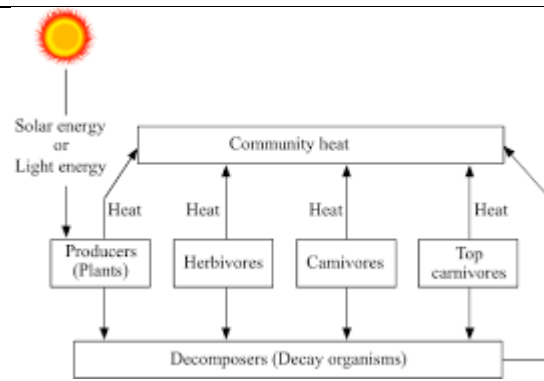 Solar energy
or
Light energy
Community heat
Heat
Heat
Heat
Heat
Producers
(Plants)
Herbivores
Carnivores
Top
carnivores
Decomposers (Decay organisms)